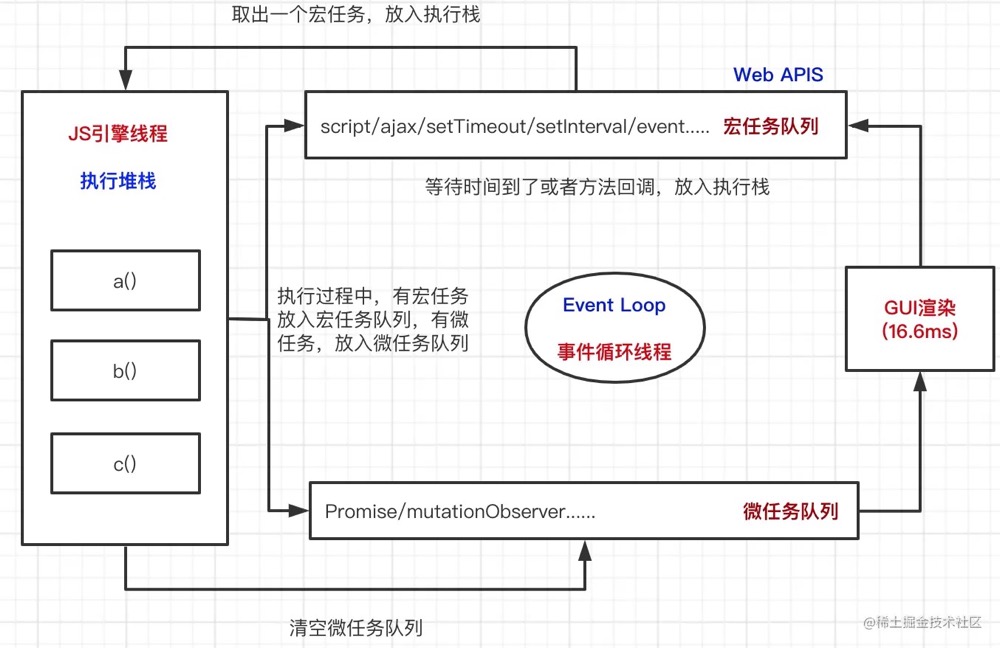 取出一个宏任务，放入执行栈
Web APIS
JS引擎线程
执行堆栈
a()
b()
c()
script/ajax/setTimeout/setInterval/event..... 宏任务队列
等待时间到了或者方法回调，放入执行栈
执行过程中，有宏任务
放入宏任务队列，有微
任务，放入微任务队列
Event Loop
事件循环线程
GUI渲染
(16.6ms)
Promise/mutationObserver...... 微任务队列
清空微任务队列
@稀土掘金技术社区